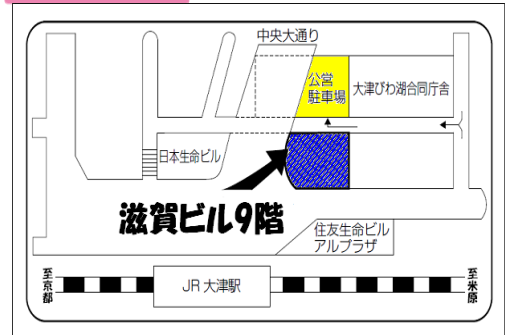 中央大通り
公営
駐車場
大津びわ湖合同庁舎
日本生命ビル
滋賀ビル9階
住友生命ビル
アルプラザ
至京都
JR 大津駅
至米原